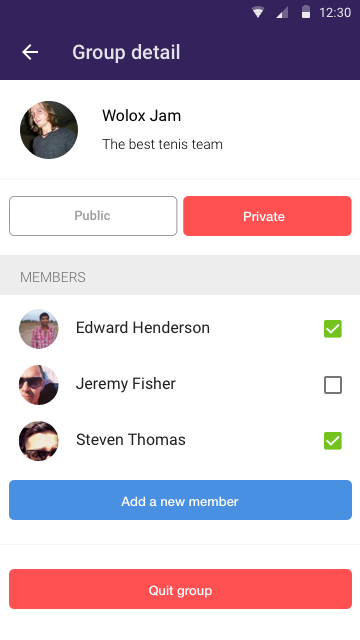 12:30
Group detail
Wolox Jam
The best tenis team
Public
Private
MEMBERS
Edward Henderson
Jeremy Fisher
Steven Thomas
Add a new member
Quit group